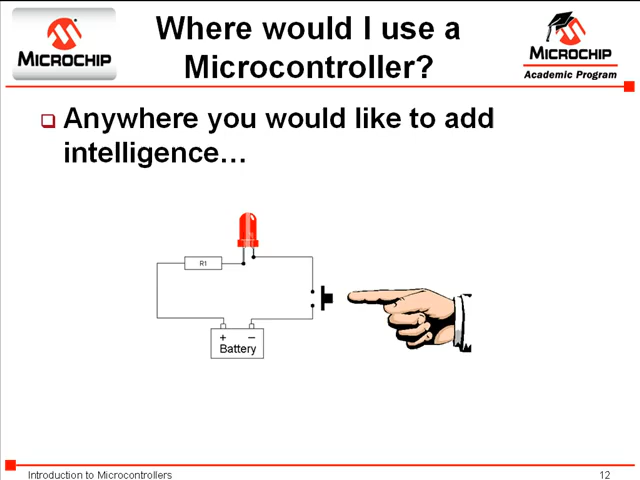 MICROCHIP
Where would I use a
Microcontroller?
MICROCHIP
Academic Program
Anywhere you would like to add
intelligence…
R1
+ –
Battery
Introduction to Microcontrollers
12